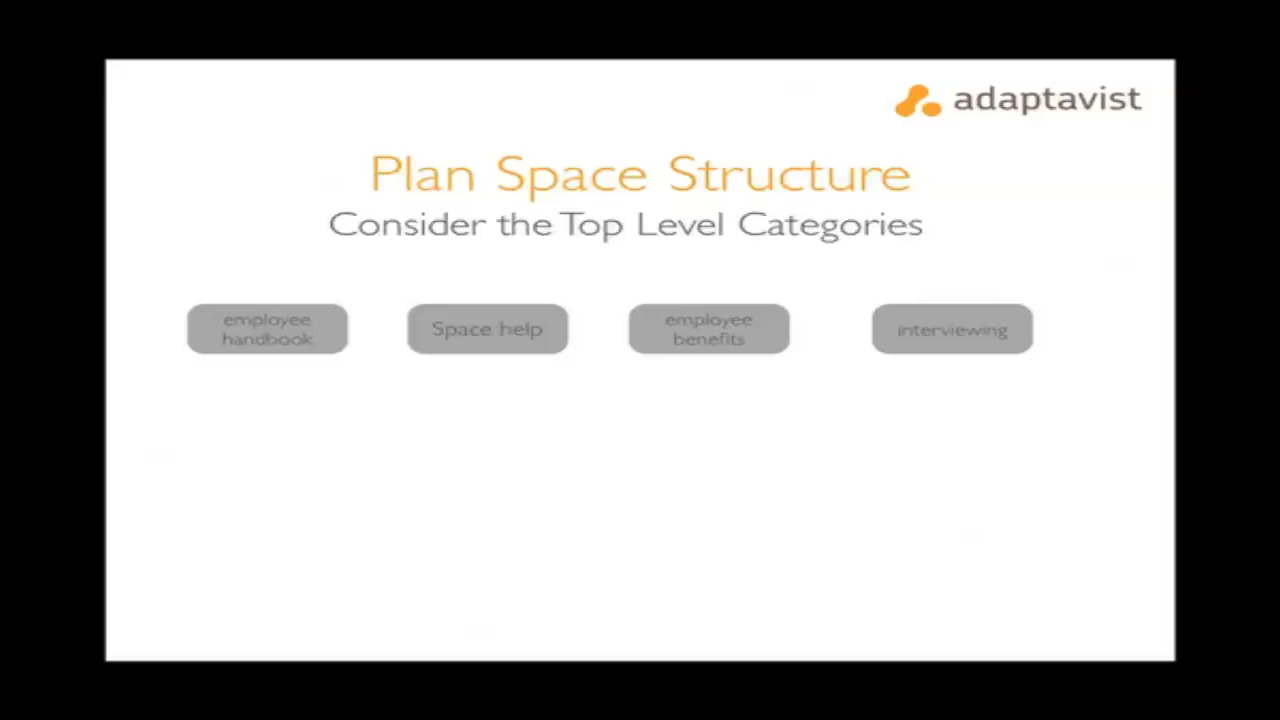 adaptavist
Plan Space Structure
Consider the Top Level Categories
employee
handbook
Space help
employee
benefits
interviewing